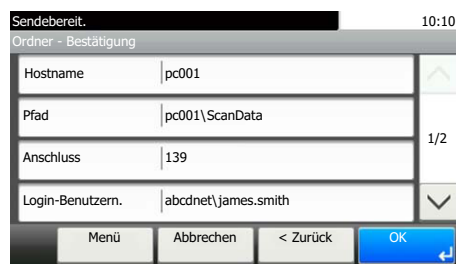 Sendebereit. 10:10
Ordner - Bestätigung
Hostname pc001
Pfad pc001\ScanData
1/2
Anschluss 139
Login-Benutzern. abcdnet\james.smith
Menü Abbrechen < Zurück OK